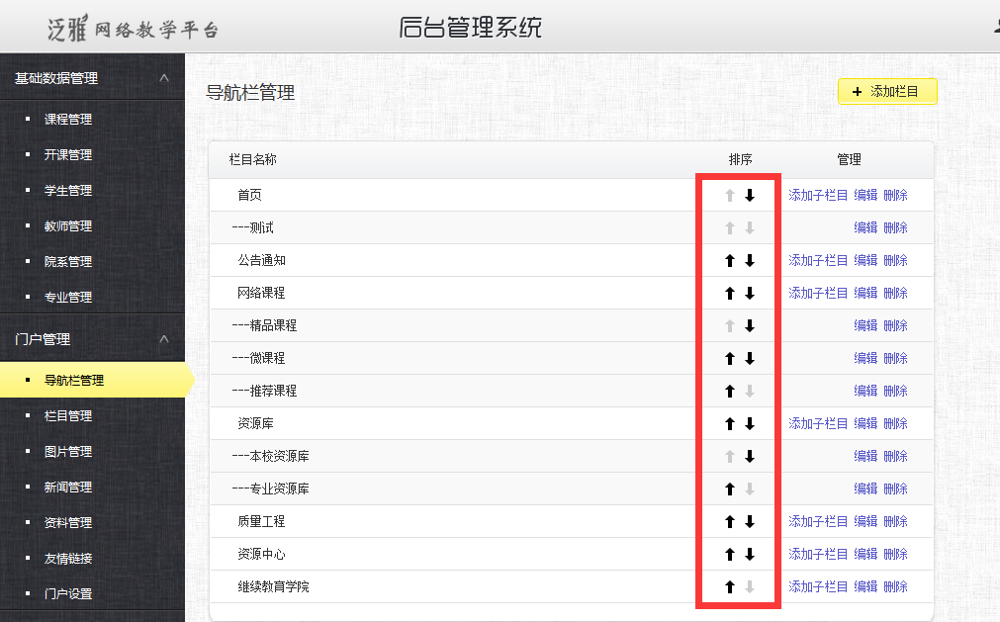 泛雅 网络教学平台
后台管理系统
基础数据管理
课程管理
开课管理
学生管理
教师管理
院系管理
专业管理
门户管理
导航栏管理
栏目管理
图片管理
新闻管理
资料管理
友情链接
门户设置
导航栏管理
+ 添加栏目
栏目名称 排序 管理
首页 添加子栏目 编辑 删除
---测试 编辑 删除
公告通知 添加子栏目 编辑 删除
网络课程 添加子栏目 编辑 删除
---精品课程 编辑 删除
---微课程 编辑 删除
---推荐课程 编辑 删除
资源库 添加子栏目 编辑 删除
---本校资源库 编辑 删除
---专业资源库 编辑 删除
质量工程 添加子栏目 编辑 删除
资源中心 添加子栏目 编辑 删除
继续教育学院 添加子栏目 编辑 删除